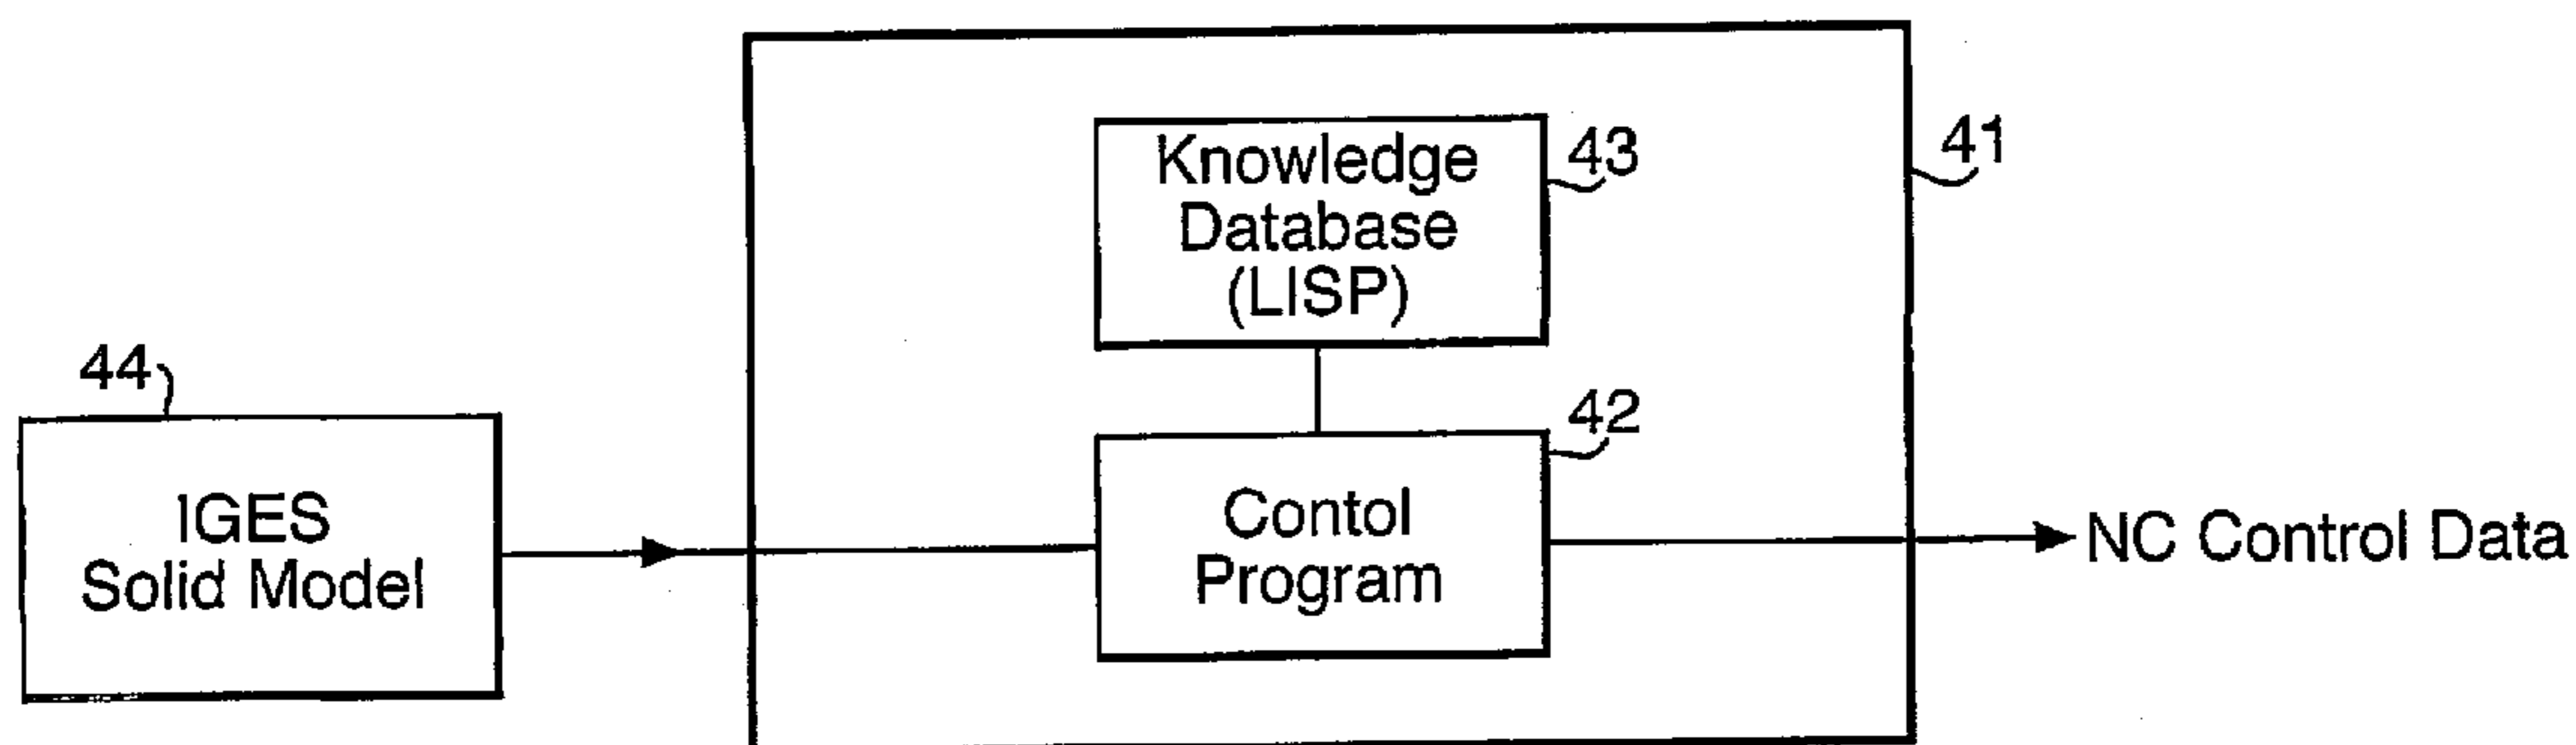 Knowledge
Database
(LISP)
43
41
44
IGES
Solid Model
42
Contol
Program
NC Control Data